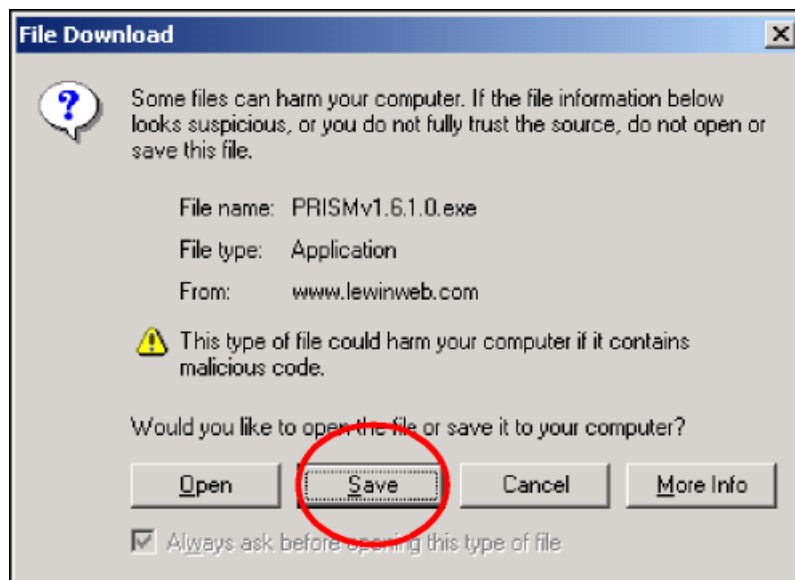 File Download
Some files can harm your computer. If the file information below
looks suspicious, or you do not fully trust the source, do not open or
save this file.
File name: PRISMv1.6.1.0.exe
File type: Application
From: www.lewinweb.com
This type of file could harm your computer if it contains
malicious code.
Would you like to open the file or save it to your computer?
Open Save Cancel More Info
Always ask before opening this type of file